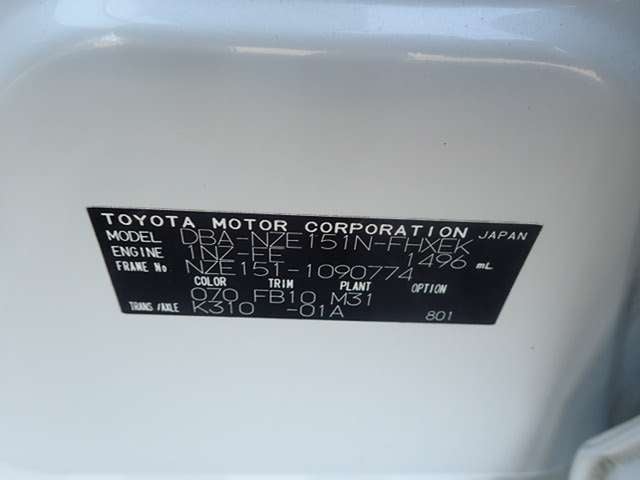 TOYOTA MOTOR CORPORATION JAPAN
MODEL DBA-NZE151N-FHXEK
ENGINE 1NZ-FE 1496 mL
FRAME No NZE151-1090774
COLOR TRIM PLANT OPTION
070 FB10 M31
TRANS/AXLE K310 -01A 801